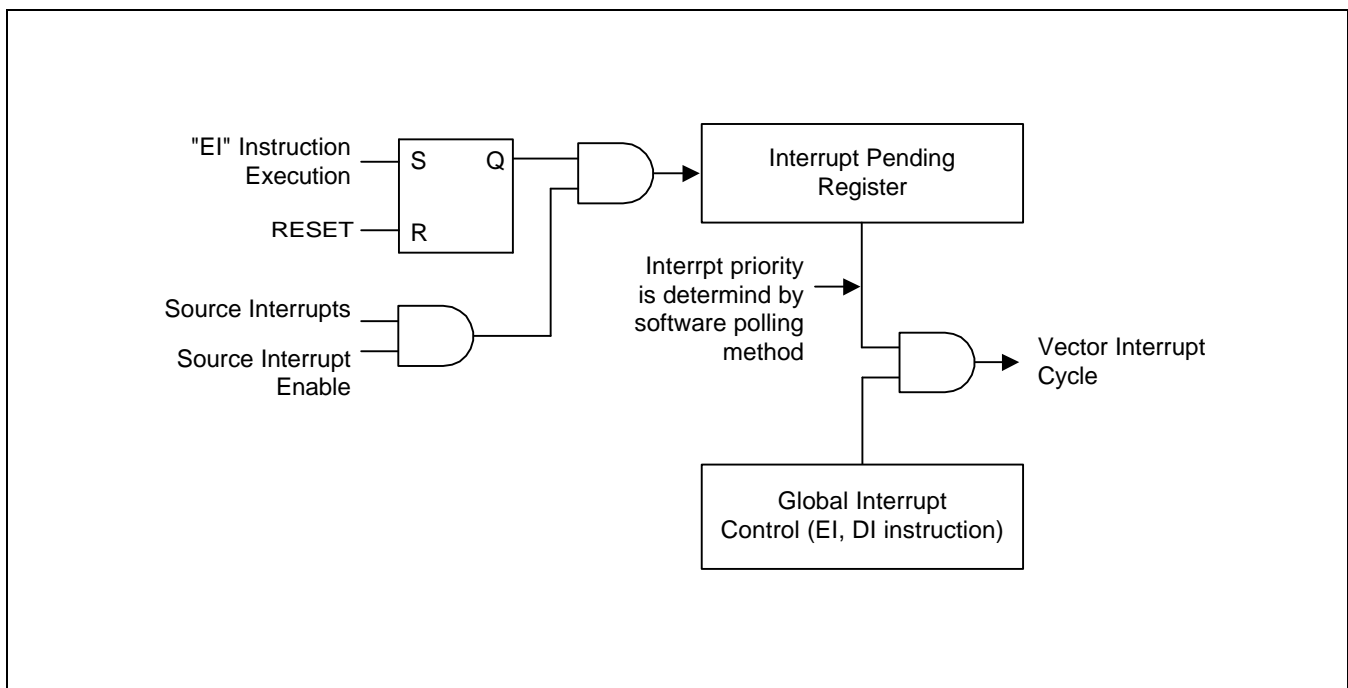 "EI" Instruction
Execution
S
Q
RESET
R
Source Interrupts
Source Interrupt
Enable
Interrupt Pending
Register
Interrpt priority
is determind by
software polling
method
Vector Interrupt
Cycle
Global Interrupt
Control (EI, DI instruction)